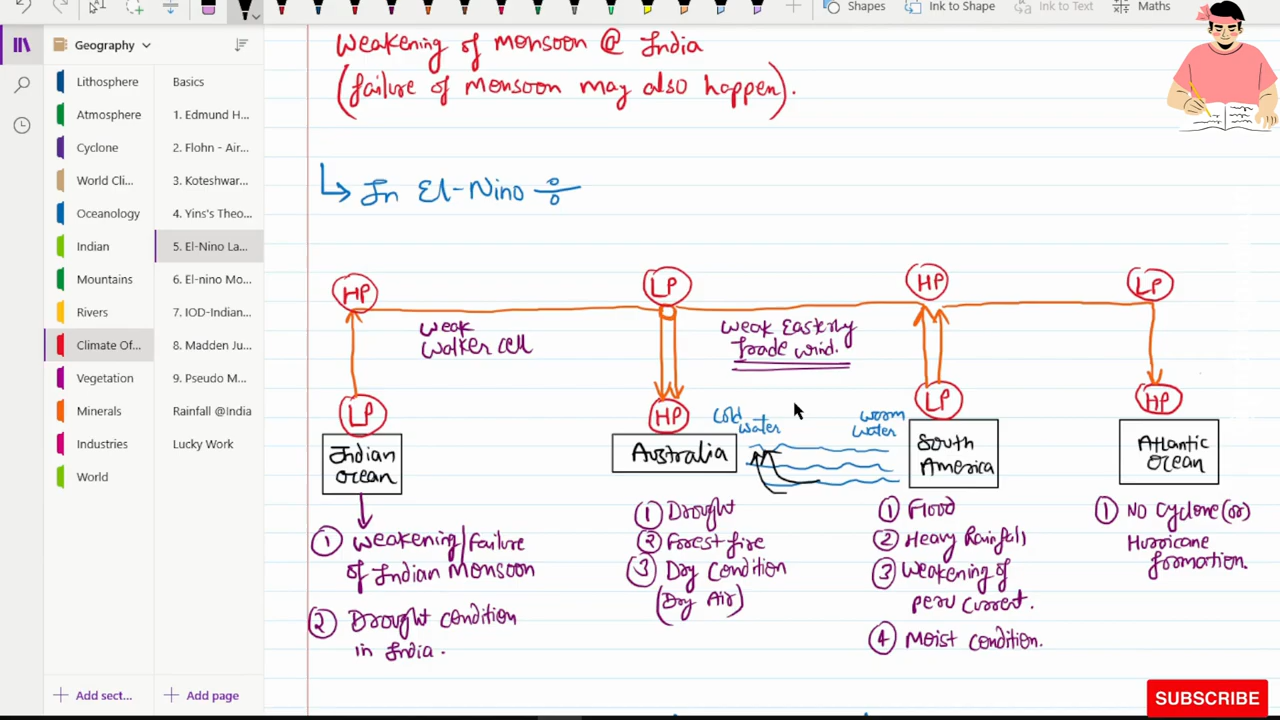 Shapes
Ink to Shape
Ink to Text
Maths
Geography
Lithosphere
Atmosphere
Cyclone
World Cli...
Oceanology
Indian
Mountains
Rivers
Climate Of...
Vegetation
Minerals
Industries
World
Add sect...
Basics
1. Edmund H...
2. Flohn - Air...
3. Koteshwar...
4. Yins's Theo...
5. El-Nino La...
6. El-nino Mo...
7. IOD-Indian...
8. Madden Ju...
9. Pseudo M...
Rainfall @India
Lucky Work
Add page
Weakening of monsoon @ India
(failure of monsoon may also happen).
In El-Nino
HP
LP
HP
LP
Weak
Walker cell
Weak Easterly
Trade wind.
LP
HP
LP
HP
Cold
water
warm
water
Indian
Ocean
Australia
South
America
Atlantic
Ocean
① Weakening/Failure
of Indian Monsoon
② Drought condition
in India.
① Drought
② Forest fire
③ Dry Condition
(Dry Air)
① Flood
② Heavy Rainfall
③ Weakening of
Peru Current.
④ Moist condition.
① NO Cyclone (or)
Hurricane
formation.
SUBSCRIBE